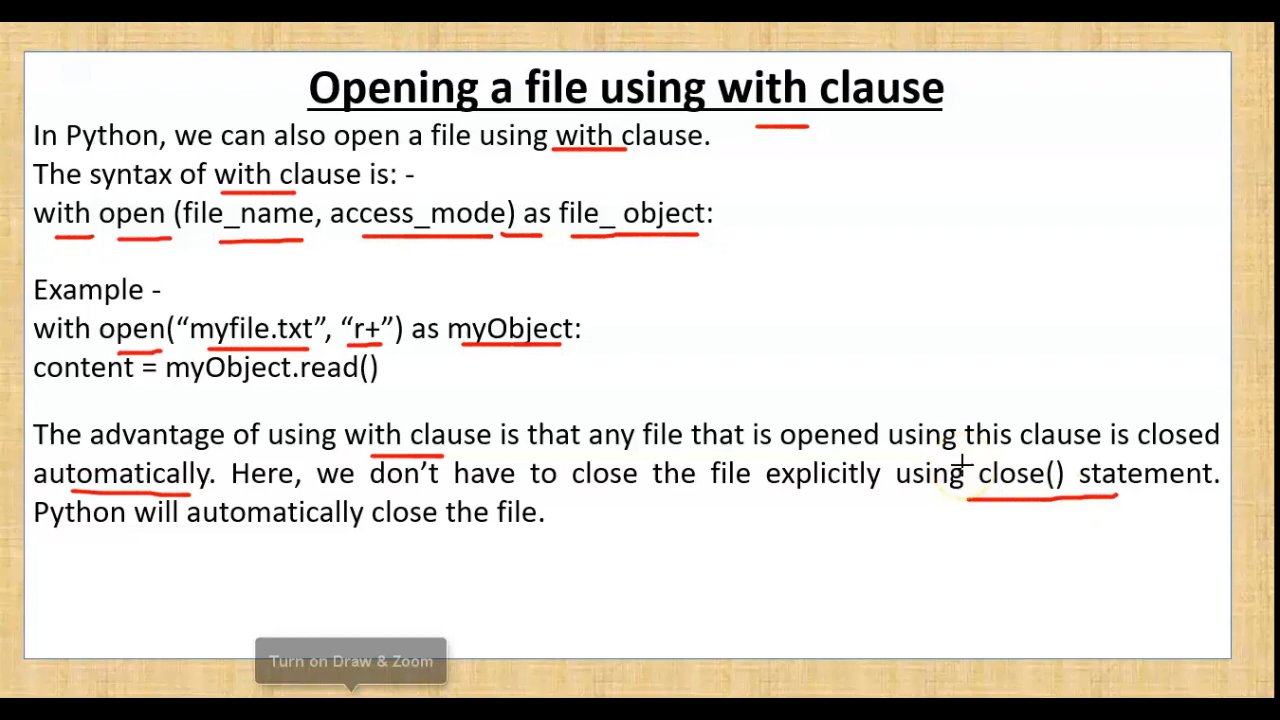 Opening a file using with clause
In Python, we can also open a file using with clause.
The syntax of with clause is: -
with open (file_name, access_mode) as file_ object:
Example -
with open(“myfile.txt”, “r+”) as myObject:
content = myObject.read()
The advantage of using with clause is that any file that is opened using this clause is closed
automatically. Here, we don’t have to close the file explicitly using close() statement.
Python will automatically close the file.
Turn on Draw & Zoom